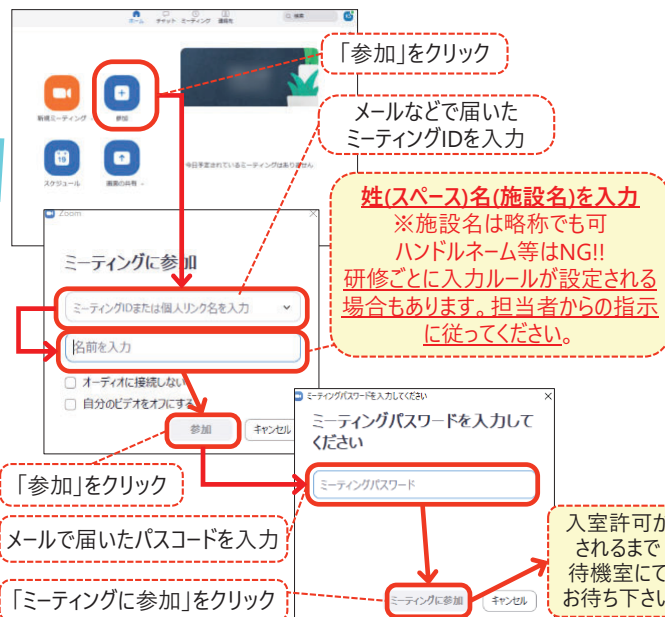 ホーム チャット ミーティング 連絡先
検索
「参加」をクリック
新規ミーティング
参加
メールなどで届いた
ミーティングIDを入力
19
スケジュール
画面の共有
今日予定されているミーティングはありません
姓(スペース)名(施設名)を入力
※施設名は略称でも可
ハンドルネーム等はNG!!
研修ごとに入力ルールが設定される
場合もあります。担当者からの指示
に従ってください。
Zoom
ミーティングに参加
ミーティングIDまたは個人リンク名を入力
名前を入力
オーディオに接続しない
自分のビデオをオフにする
参加
キャンセル
ミーティングパスワードを入力してください
ミーティングパスワードを入力して
ください
ミーティングパスワード
「参加」をクリック
メールで届いたパスコードを入力
「ミーティングに参加」をクリック
ミーティングに参加
キャンセル
入室許可が
されるまで
待機室にて
お待ち下さい